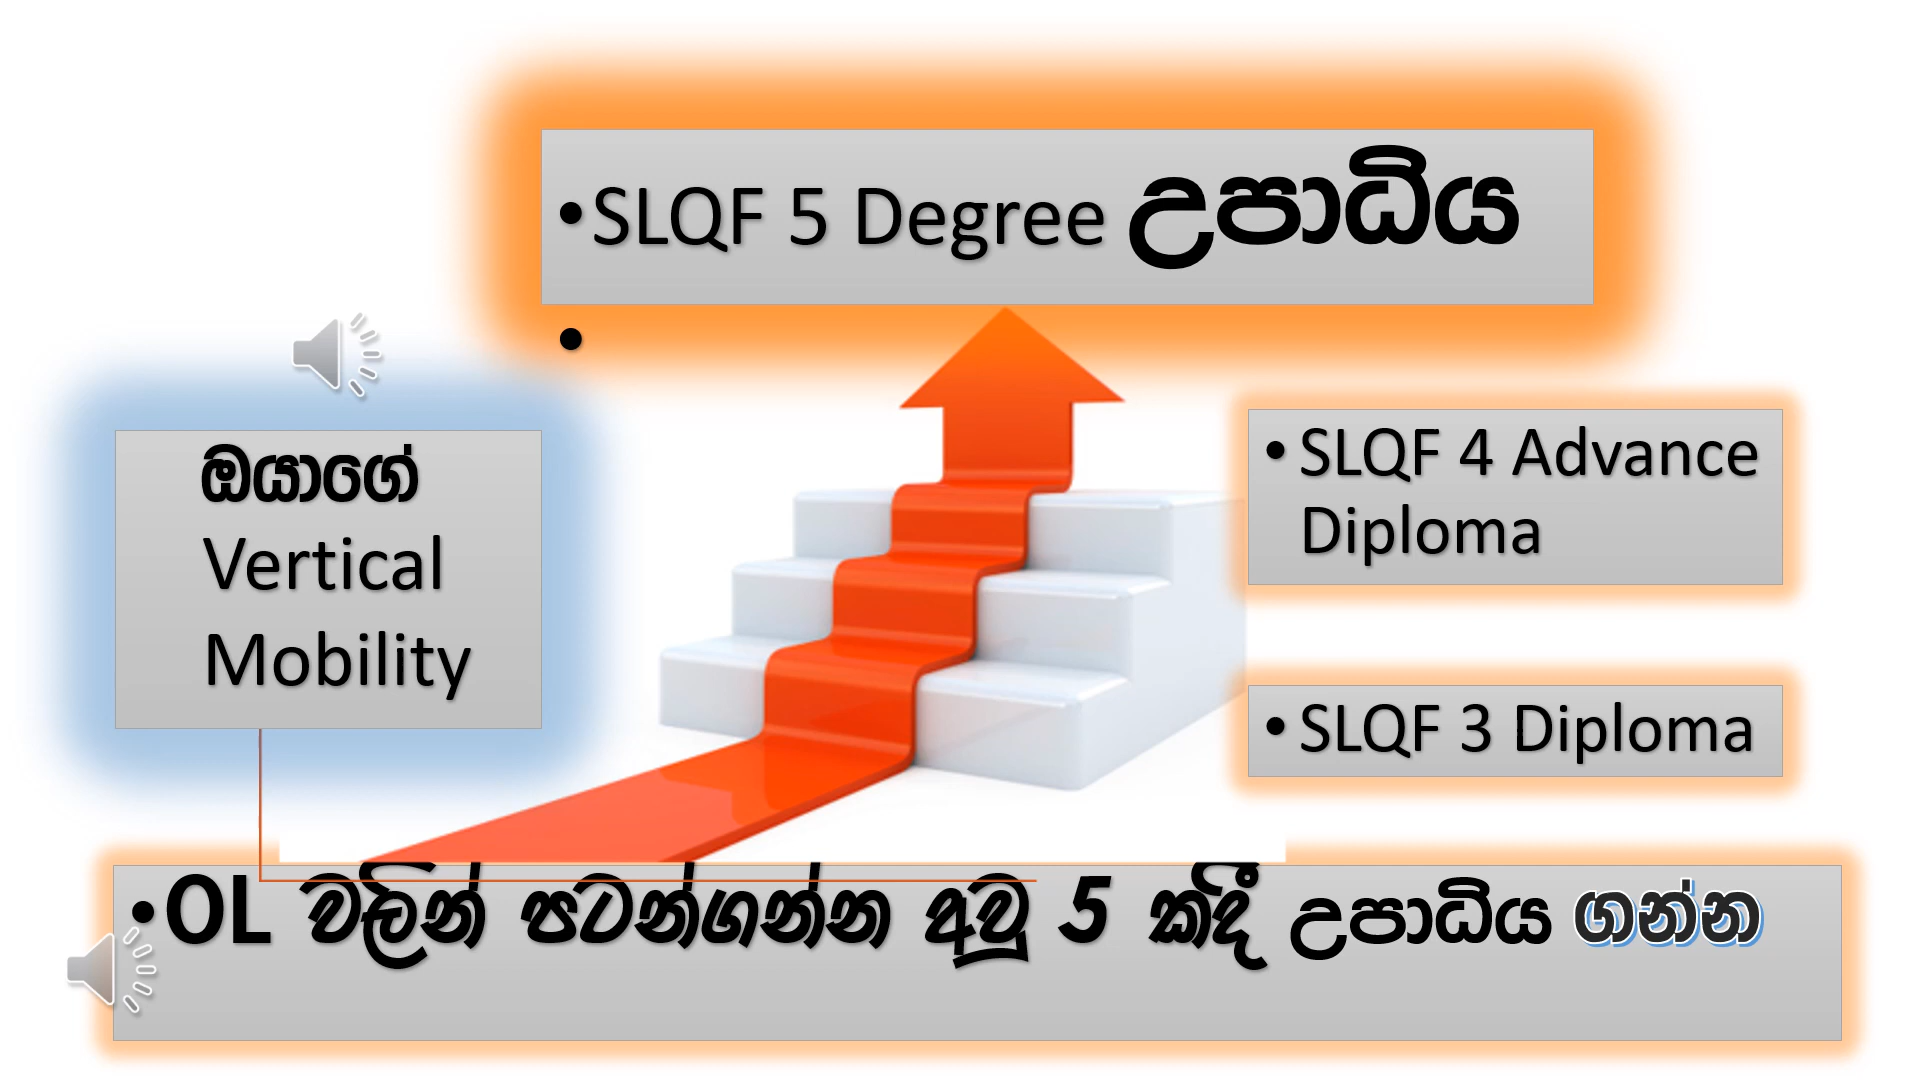 •SLQF 5 Degree උපාධිය
•
ඔයාගේ
Vertical
Mobility
• SLQF 4 Advance
Diploma
• SLQF 3 Diploma
•OL වලින් පටන්ගන්න අවු 5 කිදී උපාධිය ගන්න